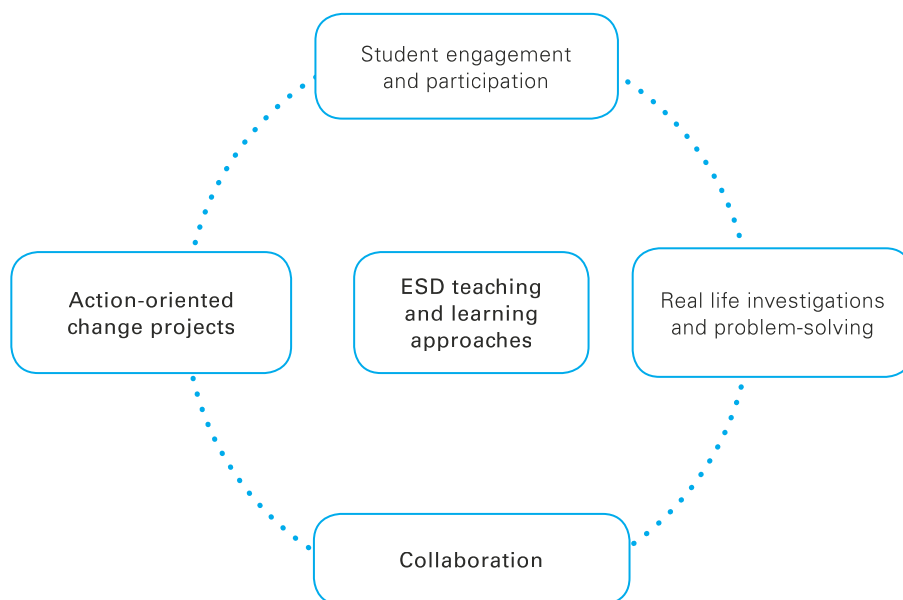 Student engagement
and participation
Action-oriented
change projects
ESD teaching
and learning
approaches
Real life investigations
and problem-solving
Collaboration